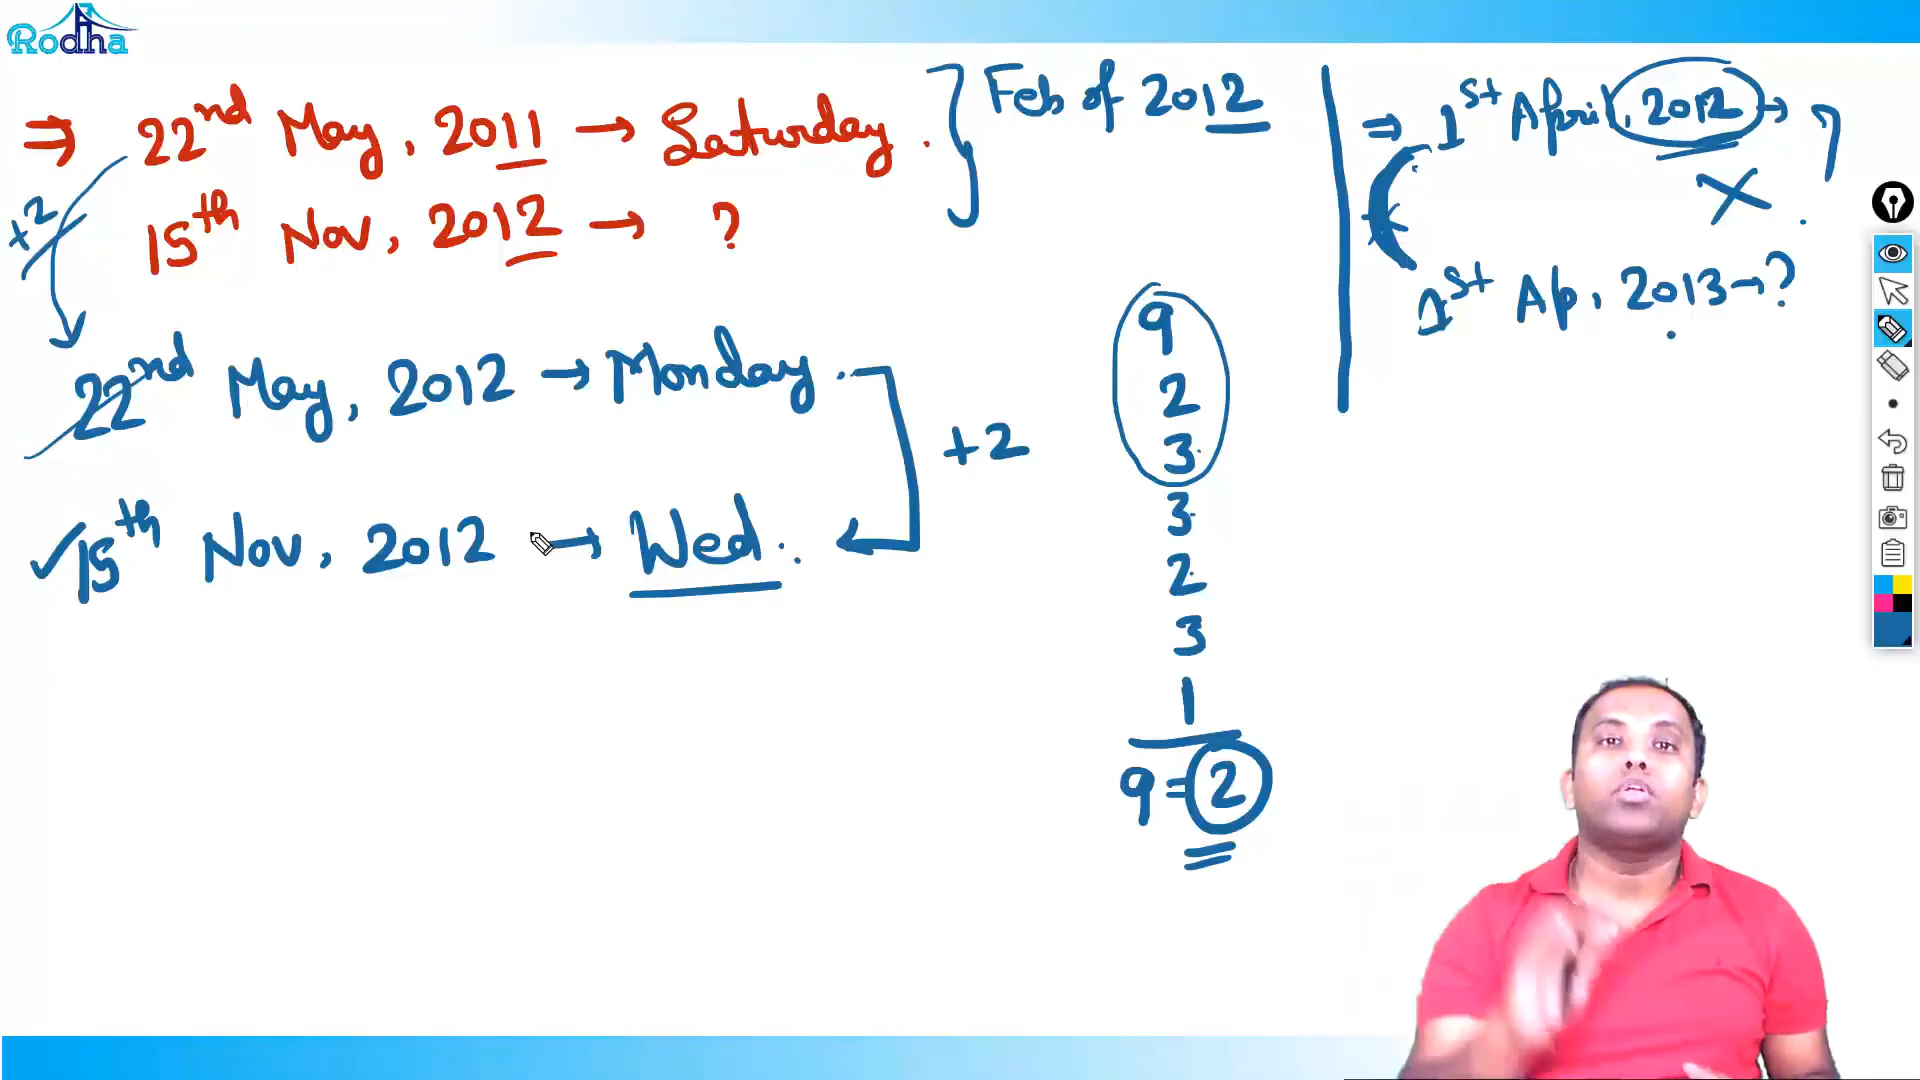 Rodha
⇒ 22nd May, 2011 → Saturday.
15th Nov, 2012 → ?
Feb of 2012
+2
22nd May, 2012 → Monday.
+2
15th Nov, 2012 → Wed.
9
2
3
3
2
3
1
9 = 2
⇒ 1st April, 2012 → ?
1st Ap, 2013 → ?